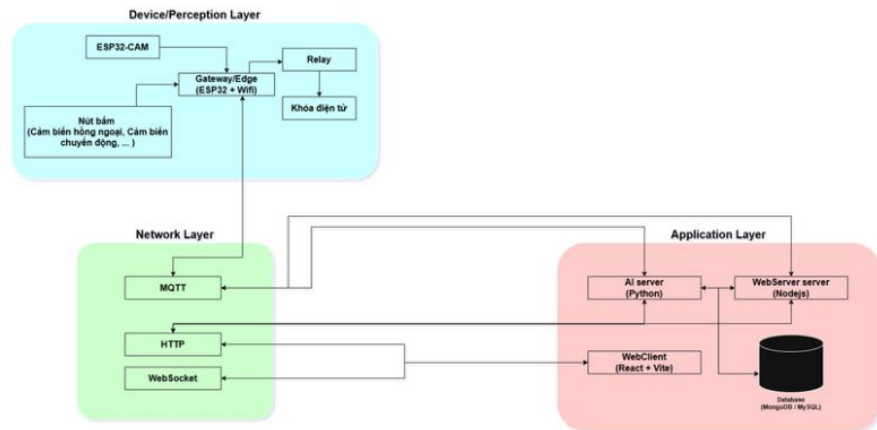 Device/Perception Layer
ESP32-CAM
Gateway/Edge
(ESP32 + Wifi)
Relay
Khóa điện tử
Nút bấm
(Cảm biến hồng ngoại, Cảm biến
chuyển động, ... )
Network Layer
MQTT
HTTP
WebSocket
Application Layer
AI server
(Python)
WebServer server
(Nodejs)
WebClient
(React + Vite)
Database
(MongoDB / MySQL)